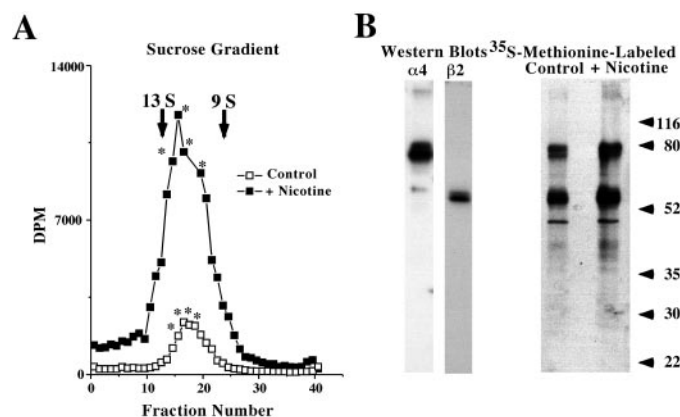 A
Sucrose Gradient
14000
7000
0
DPM
13 S
9 S
*
*
*
*
* * *
Control
+ Nicotine
0 10 20 30 40
Fraction Number
B
Western Blots
α4 β2
³⁵S-Methionine-Labeled
Control + Nicotine
116
80
52
35
30
22